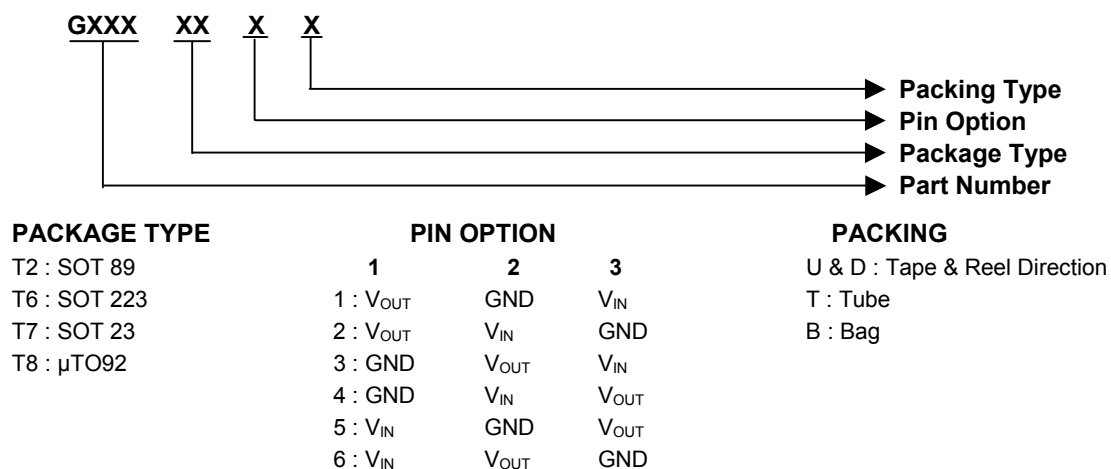 GXXX XX X X
Packing Type
Pin Option
Package Type
Part Number
PACKAGE TYPE PIN OPTION PACKING
T2 : SOT 89 1 2 3 U & D : Tape & Reel Direction
T6 : SOT 223 1 : VOUT GND VIN T : Tube
T7 : SOT 23 2 : VOUT VIN GND B : Bag
T8 : µTO92 3 : GND VOUT VIN
4 : GND VIN VOUT
5 : VIN GND VOUT
6 : VIN VOUT GND